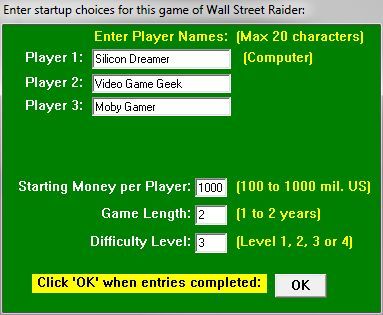 Enter startup choices for this game of Wall Street Raider:
Enter Player Names: (Max 20 characters)
Player 1: Silicon Dreamer (Computer)
Player 2: Video Game Geek
Player 3: Moby Gamer
Starting Money per Player: 1000 (100 to 1000 mil. US)
Game Length: 2 (1 to 2 years)
Difficulty Level: 3 (Level 1, 2, 3 or 4)
Click 'OK' when entries completed: OK